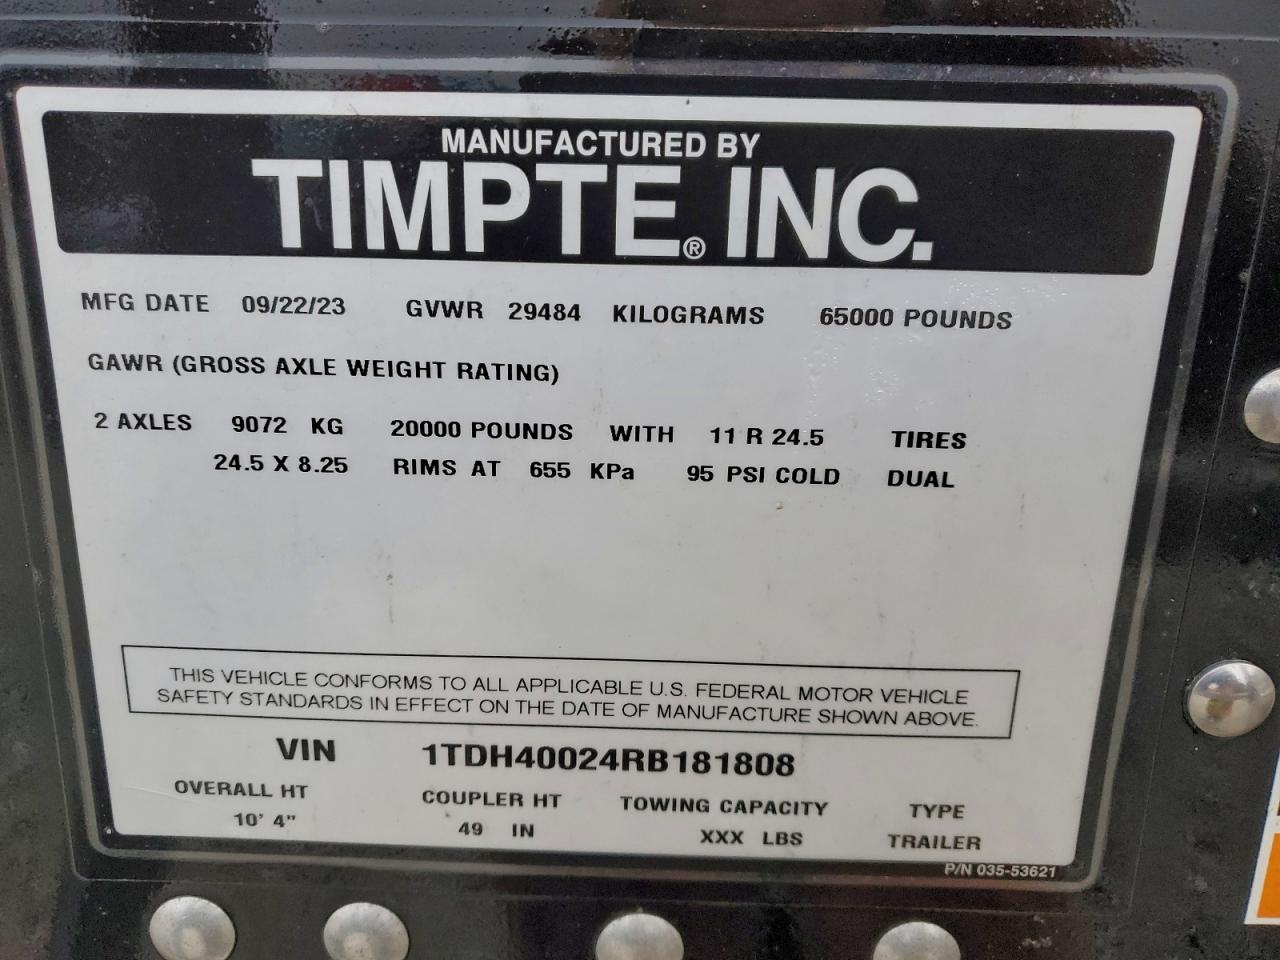 MANUFACTURED BY
TIMPTE® INC.
MFG DATE 09/22/23 GVWR 29484 KILOGRAMS 65000 POUNDS
GAWR (GROSS AXLE WEIGHT RATING)
2 AXLES 9072 KG 20000 POUNDS WITH 11 R 24.5 TIRES
24.5 X 8.25 RIMS AT 655 KPa 95 PSI COLD DUAL
THIS VEHICLE CONFORMS TO ALL APPLICABLE U.S. FEDERAL MOTOR VEHICLE
SAFETY STANDARDS IN EFFECT ON THE DATE OF MANUFACTURE SHOWN ABOVE.
VIN 1TDH40024RB181808
OVERALL HT COUPLER HT TOWING CAPACITY TYPE
10' 4" 49 IN XXX LBS TRAILER
P/N 035-53621